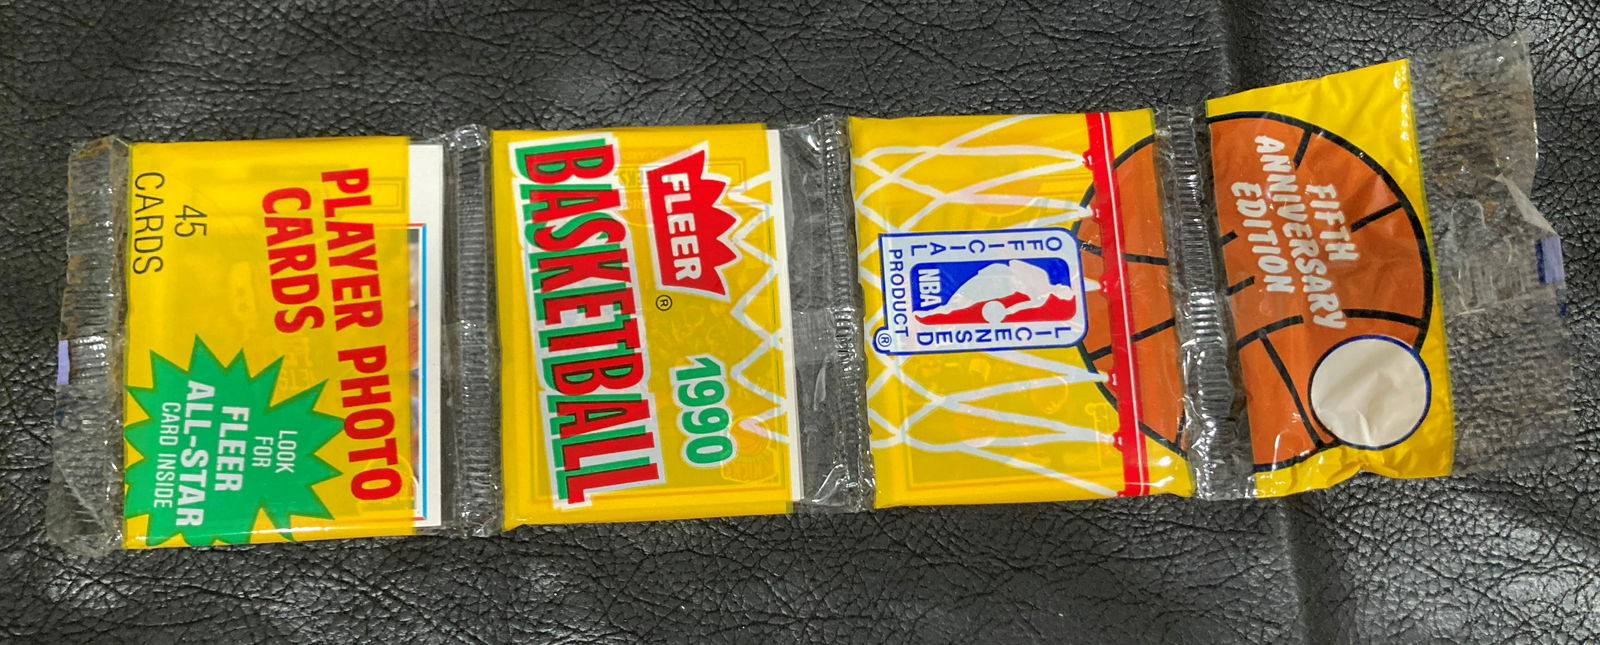 FIFTH
ANNIVERSARY
EDITION
OFFICIAL LICENSED
NBA
PRODUCT ®
FLEER ® 1990
BASKETBALL
PLAYER PHOTO
CARDS
45
CARDS
LOOK
FOR
FLEER
ALL-STAR
CARD INSIDE